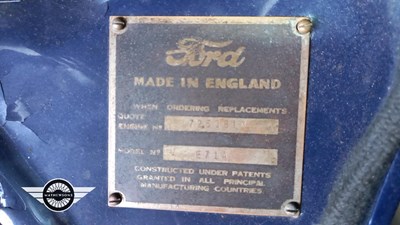 Ford
MADE IN ENGLAND
WHEN ORDERING REPLACEMENTS
QUOTE
ENGINE Nº
MODEL Nº
CONSTRUCTED UNDER PATENTS
GRANTED IN ALL PRINCIPAL
MANUFACTURING COUNTRIES
MATHEWSONS